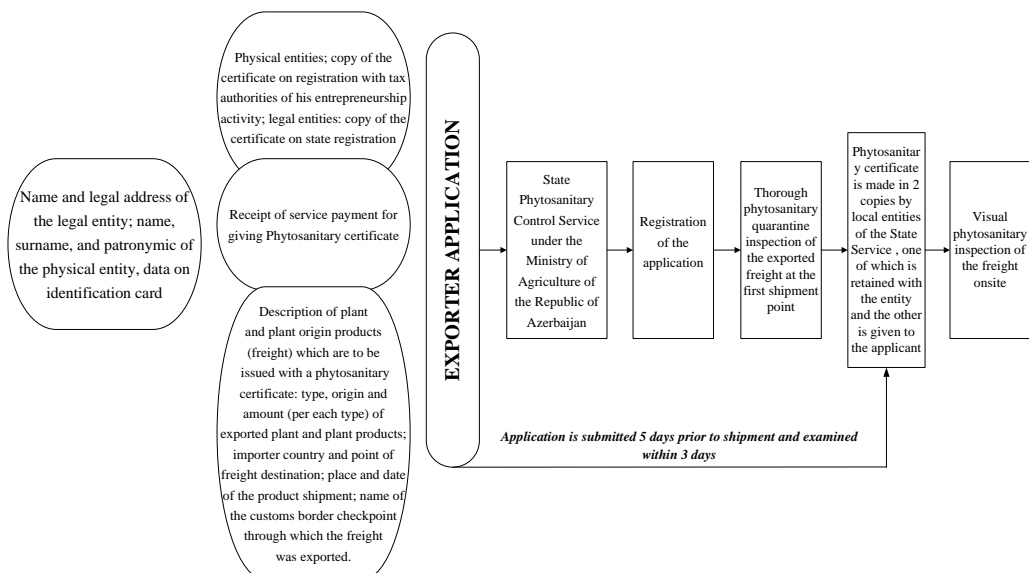 Name and legal address
of the legal entity; name,
surname, and patronymic of
the physical entity, data on
identification card
Physical entities; copy of the
certificate on registration with tax
authorities of his entrepreneurship
activity; legal entities: copy of the
certificate on state registration
Receipt of service payment for
giving Phytosanitary certificate
Description of plant
and plant origin products
(freight) which are to be
issued with a phytosanitary
certificate: type, origin and
amount (per each type) of
exported plant and plant products;
importer country and point of
freight destination; place and date
of the product shipment; name of
the customs border checkpoint
through which the freight
was exported.
EXPORTER APPLICATION
State
Phytosanitary
Control Service
under the
Ministry of
Agriculture of
the Republic of
Azerbaijan
Registration
of the
application
Thorough
phytosanitary
quarantine
inspection of
the exported
freight at the
first shipment
point
Phytosanitar
y certificate
is made in 2
copies by
local entities
of the State
Service , one
of which is
retained with
the entity
and the other
is given to
the applicant
Visual
phytosanitary
inspection of
the freight
onsite
Application is submitted 5 days prior to shipment and examined
within 3 days